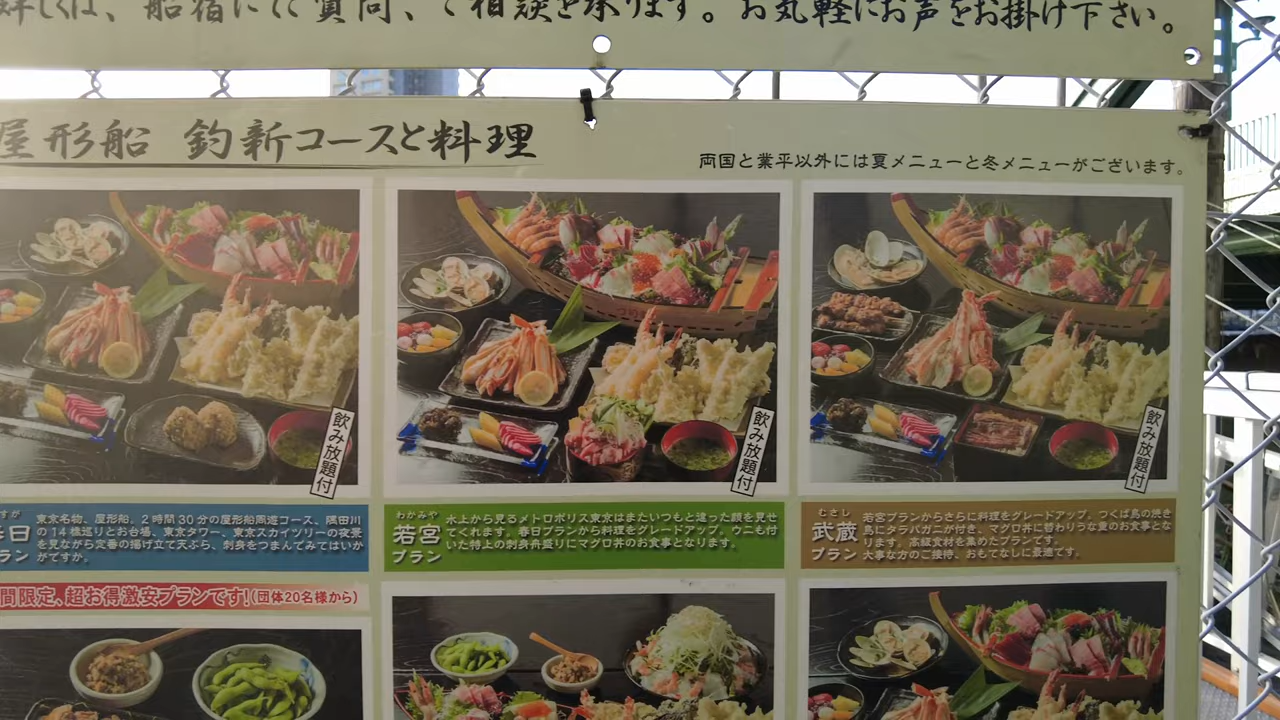 詳しくは、船宿にてご質問、ご相談を承ります。お気軽にお声をお掛け下さい。
屋形船 釣新コースと料理
両国と業平以外には夏メニューと冬メニューがございます。
飲み放題付
飲み放題付
飲み放題付
春日
プラン
東京名物、屋形船。2時間30分の屋形船周遊コース、隅田川
の14橋巡りとお台場、東京タワー、東京スカイツリーの夜景
を見ながら定番の揚げ立て天ぷら、刺身をつまんでみてはいか
がですか。
わかみや
若宮
プラン
水上から見るメトロポリス東京はまたいつもと違った顔を見せ
てくれます。春日プランから料理をグレードアップ。ウニも付
いた特上の刺身舟盛りにマグロ丼のお食事となります。
むさし
武蔵
プラン
若宮プランからさらに料理をグレードアップ。つくば鳥の焼き
鳥にタラバガニが付き、マグロ丼に替わりうな重のお食事とな
ります。高級食材を集めたプランです。
大事な方のご接待、おもてなしに最適です。
間限定、超お得激安プランです!(団体20名様から)